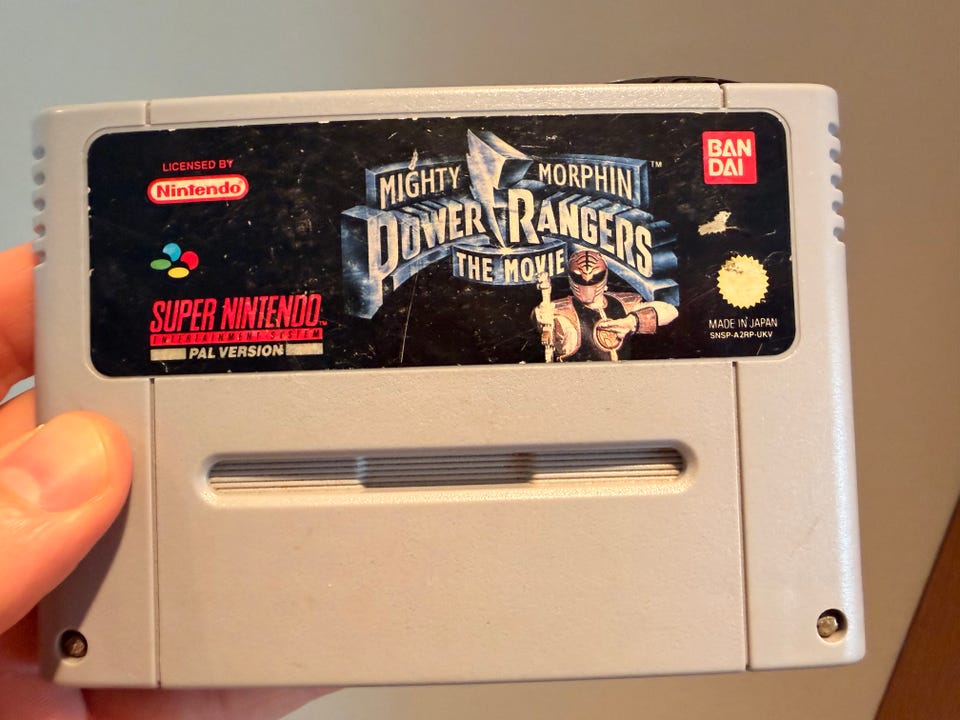 LICENSED BY
Nintendo
SUPER NINTENDO
ENTERTAINMENT SYSTEM
PAL VERSION
MIGHTY MORPHIN
POWER RANGERS
THE MOVIE
TM
BAN
DAI
MADE IN JAPAN
SNSP-A2RP-UKV